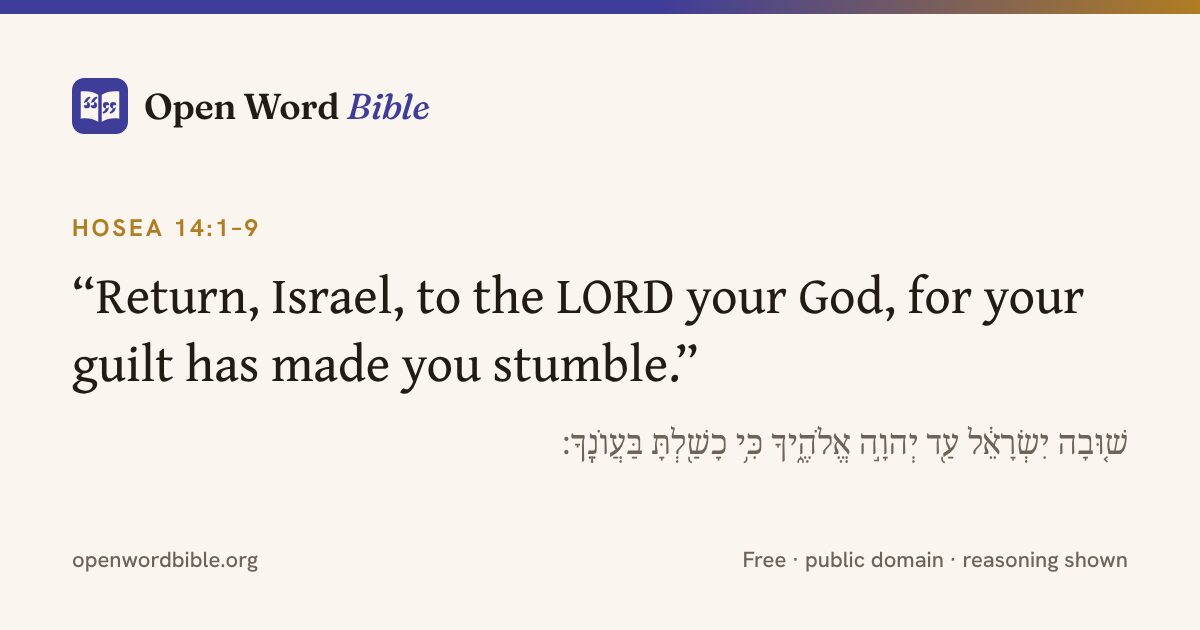 Open Word Bible
HOSEA 14:1–9
“Return, Israel, to the LORD your God, for your
guilt has made you stumble.”
שׁ֚וּבָה יִשְׂרָאֵ֔ל עַ֖ד יְהוָ֣ה אֱלֹהֶ֑יךָ כִּ֥י כָשַׁ֖לְתָּ בַּעֲוֺנֶֽךָ׃
openwordbible.org
Free · public domain · reasoning shown